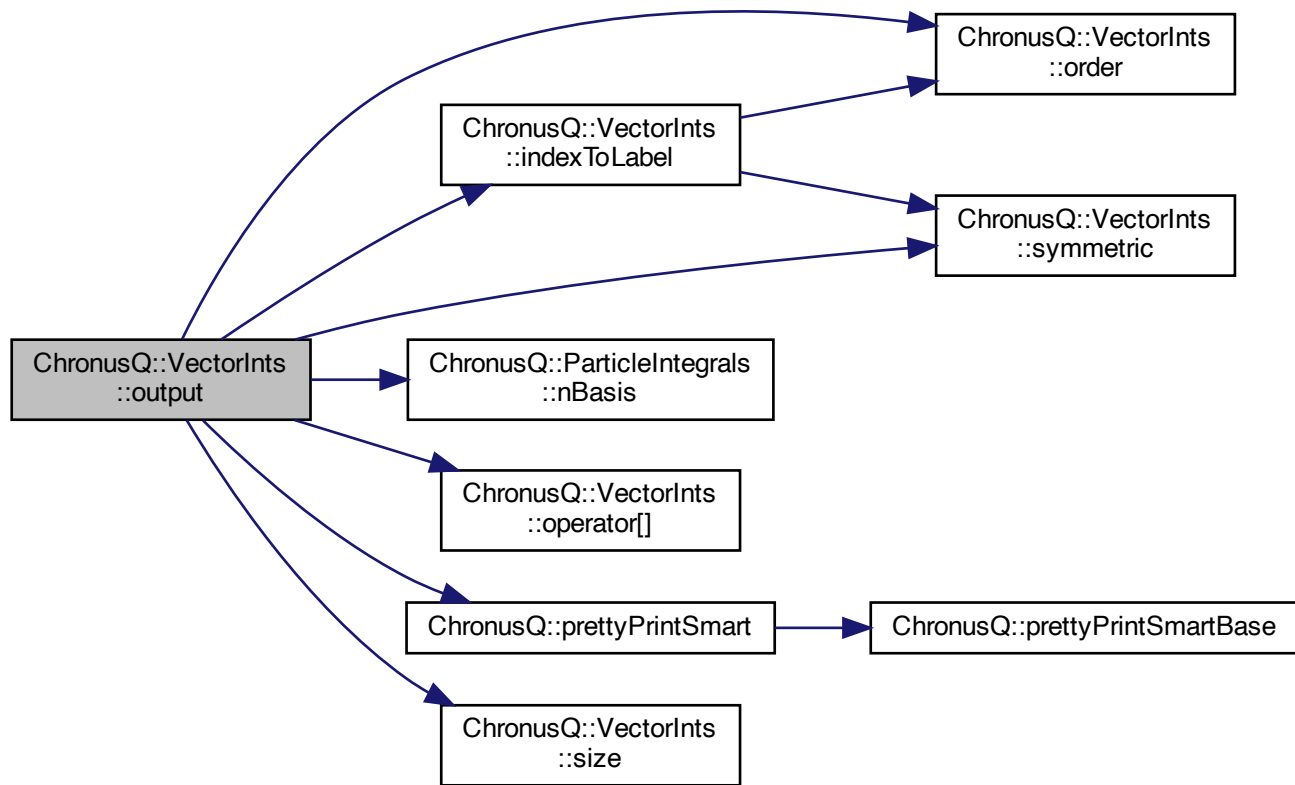 ChronusQ::VectorInts
::order
ChronusQ::VectorInts
::indexToLabel
ChronusQ::VectorInts
::symmetric
ChronusQ::VectorInts
::output
ChronusQ::ParticleIntegrals
::nBasis
ChronusQ::VectorInts
::operator[]
ChronusQ::prettyPrintSmart
ChronusQ::prettyPrintSmartBase
ChronusQ::VectorInts
::size